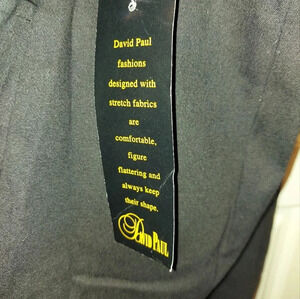 David Paul
fashions
designed with
stretch fabrics
are
comfortable,
figure
flattering and
always keep
their shape.
DAVID PAUL